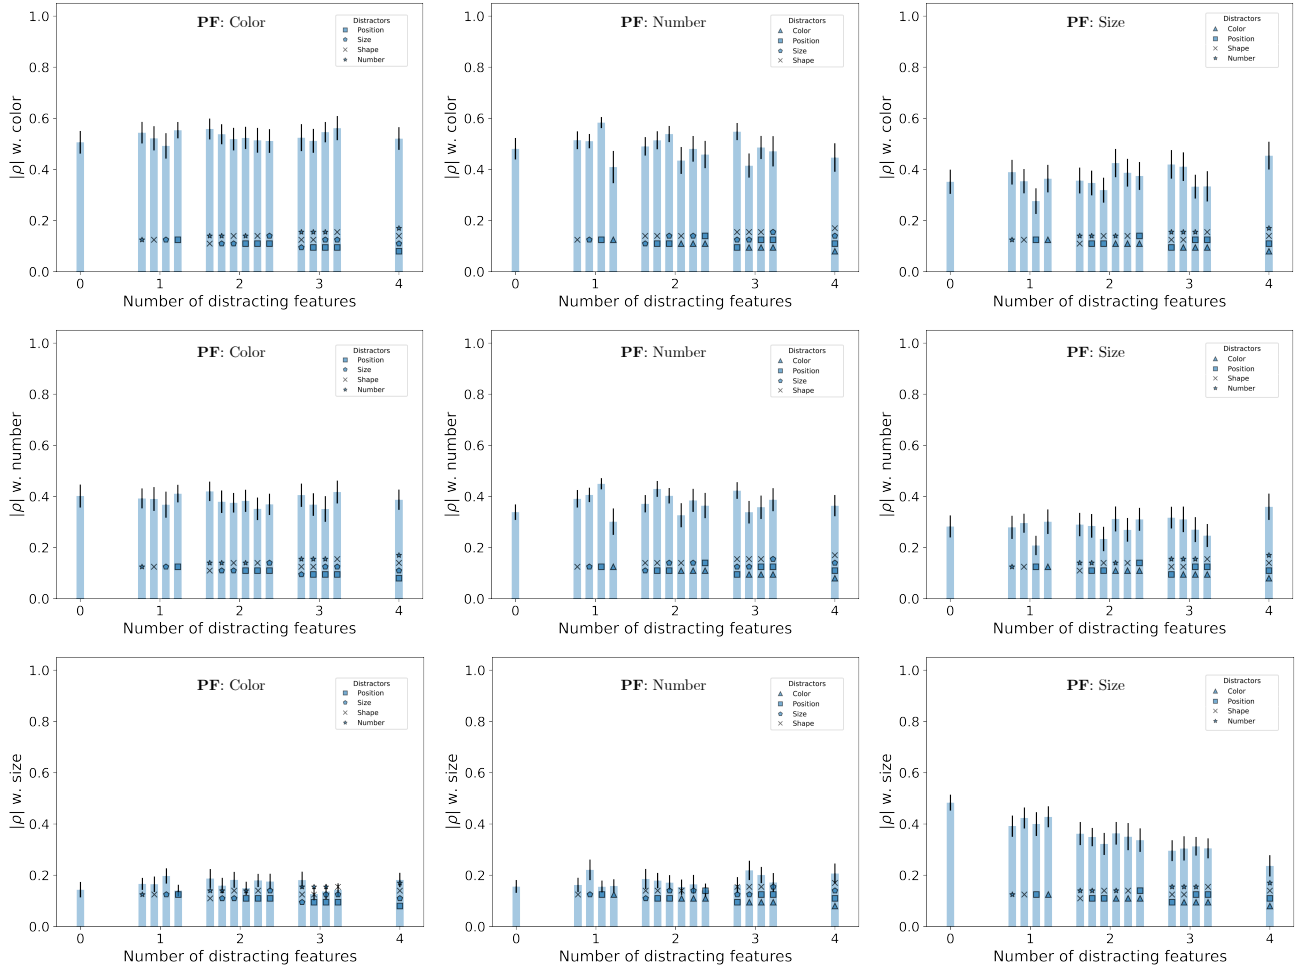 PF: Color
Distractors
Position
Size
Shape
Number
1.0
0.8
0.6
0.4
0.2
0.0
|ρ| w. color
0 1 2 3 4
Number of distracting features
PF: Number
Distractors
Color
Position
Size
Shape
1.0
0.8
0.6
0.4
0.2
0.0
|ρ| w. color
0 1 2 3 4
Number of distracting features
PF: Size
Distractors
Color
Position
Shape
Number
1.0
0.8
0.6
0.4
0.2
0.0
|ρ| w. color
0 1 2 3 4
Number of distracting features
PF: Color
Distractors
Position
Size
Shape
Number
1.0
0.8
0.6
0.4
0.2
0.0
|ρ| w. number
0 1 2 3 4
Number of distracting features
PF: Number
Distractors
Color
Position
Size
Shape
1.0
0.8
0.6
0.4
0.2
0.0
|ρ| w. number
0 1 2 3 4
Number of distracting features
PF: Size
Distractors
Color
Position
Shape
Number
1.0
0.8
0.6
0.4
0.2
0.0
|ρ| w. number
0 1 2 3 4
Number of distracting features
PF: Color
Distractors
Position
Size
Shape
Number
1.0
0.8
0.6
0.4
0.2
0.0
|ρ| w. size
0 1 2 3 4
Number of distracting features
PF: Number
Distractors
Color
Position
Size
Shape
1.0
0.8
0.6
0.4
0.2
0.0
|ρ| w. size
0 1 2 3 4
Number of distracting features
PF: Size
Distractors
Color
Position
Shape
Number
1.0
0.8
0.6
0.4
0.2
0.0
|ρ| w. size
0 1 2 3 4
Number of distracting features